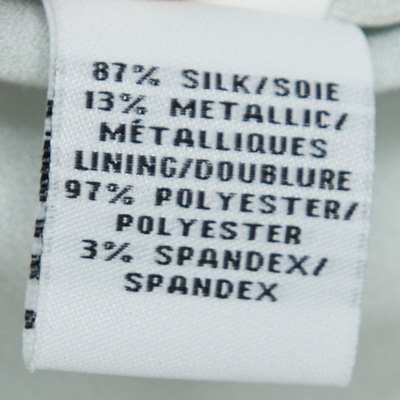 87% SILK/SOIE
13% METALLIC/
MÉTALLIQUES
LINING/DOUBLURE
97% POLYESTER/
POLYESTER
3% SPANDEX/
SPANDEX